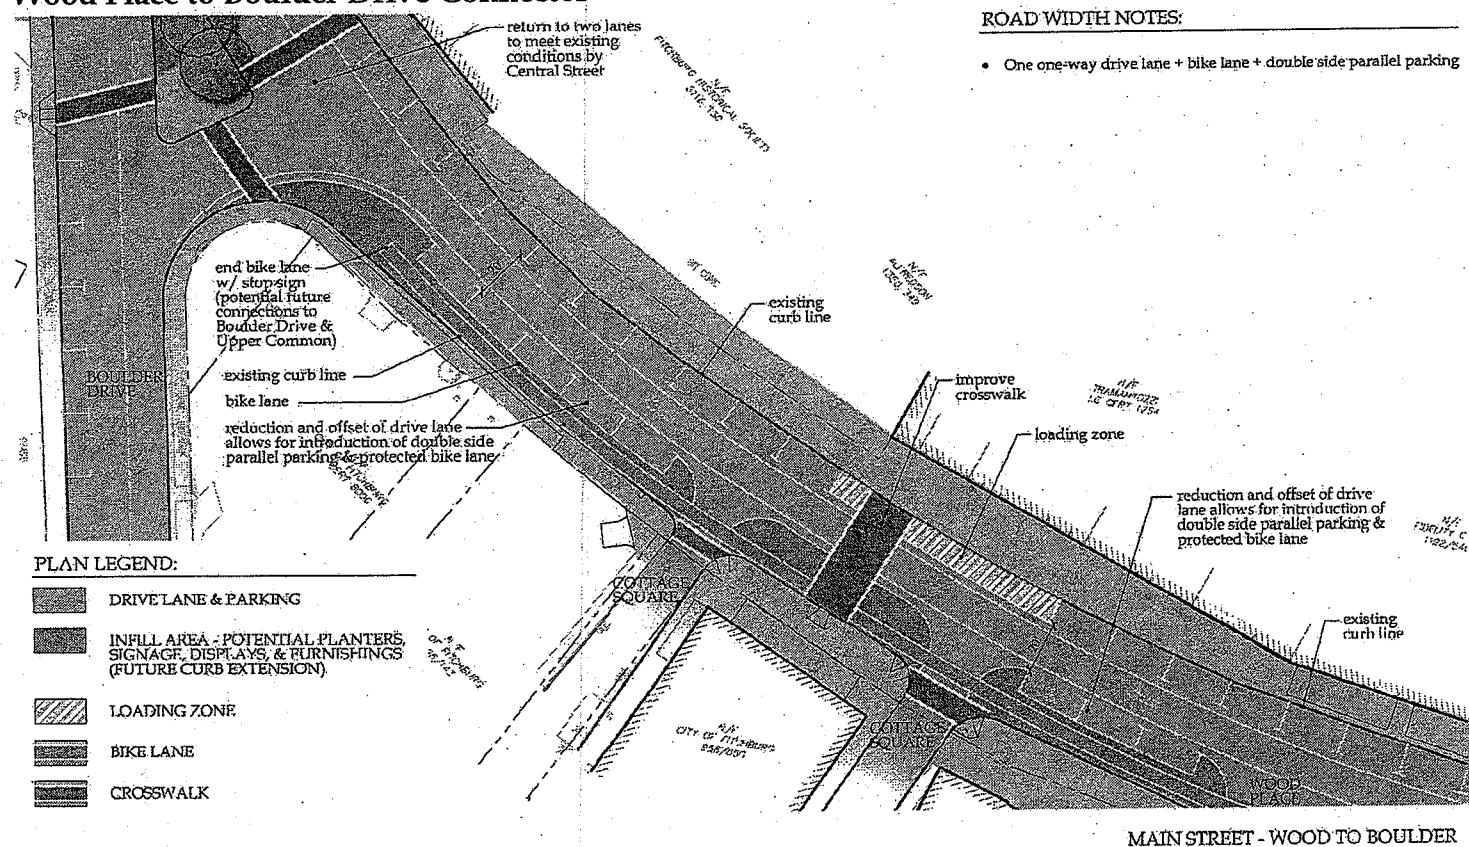 Wood Place to Boulder Drive Connector
ROAD WIDTH NOTES:
• One one-way drive lane + bike lane + double side parallel parking
return to two lanes
to meet existing
conditions by
Central Street
N/F
FITCHBURG HISTORICAL SOCIETY
end bike lane
w/ stop sign
(potential future
connections to
Boulder Drive &
Upper Common)
existing curb line
bike lane
reduction and offset of drive lane
allows for introduction of double side
parallel parking & protected bike lane
BOULDER
DRIVE
N/F
existing
curb line
improve
crosswalk
loading zone
N/F
reduction and offset of drive
lane allows for introduction of
double side parallel parking &
protected bike lane
N/F
existing
curb line
COTTAGE
SQUARE
N/F
CITY OF FITCHBURG
COTTAGE
SQUARE
WOOD
PLACE
PLAN LEGEND:
DRIVE LANE & PARKING
INFILL AREA - POTENTIAL PLANTERS,
SIGNAGE, DISPLAYS, & FURNISHINGS
(FUTURE CURB EXTENSION)
LOADING ZONE
BIKE LANE
CROSSWALK
MAIN STREET - WOOD TO BOULDER